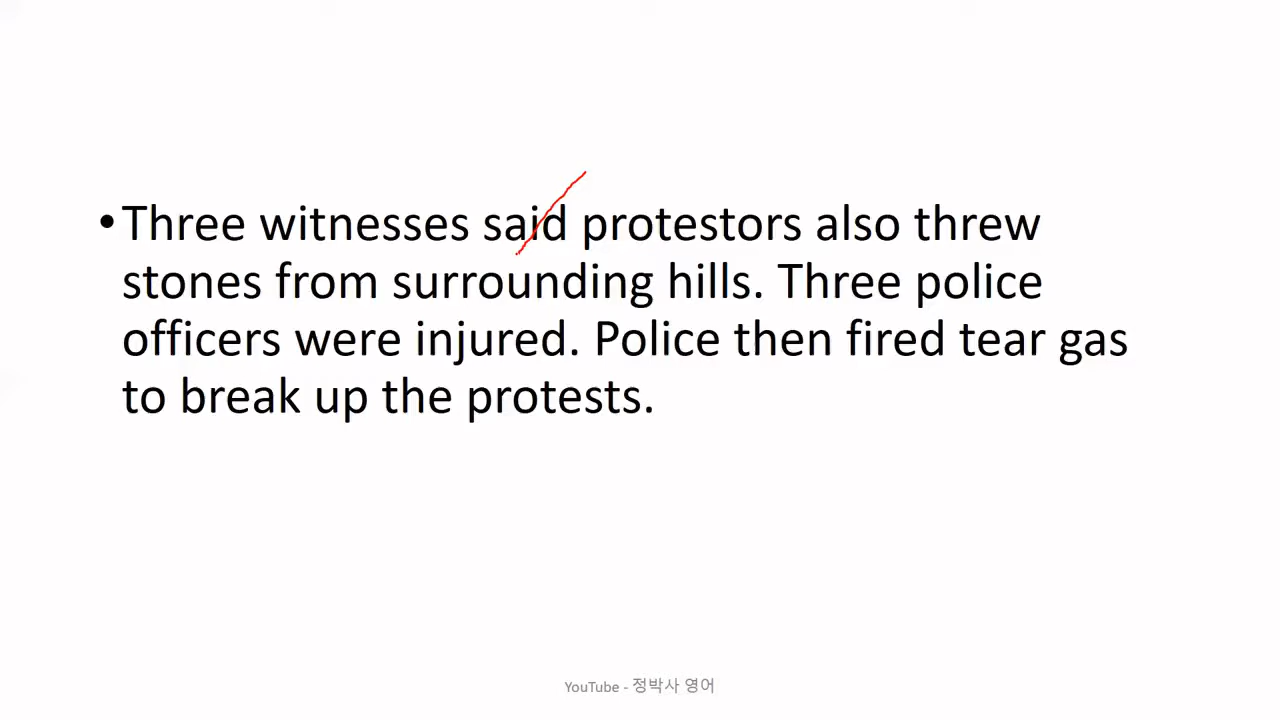 •Three witnesses said protestors also threw
stones from surrounding hills. Three police
officers were injured. Police then fired tear gas
to break up the protests.
YouTube - 정박사 영어